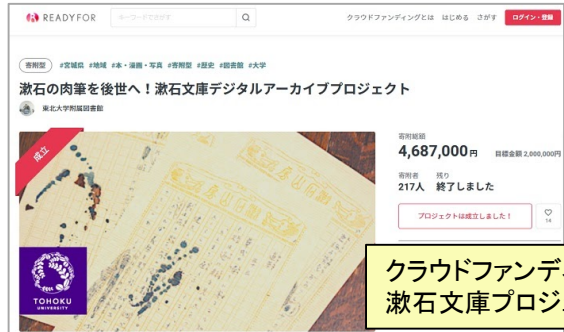 READYFOR
キーワードでさがす
クラウドファンディングとは はじめる さがす ログイン・登録
寄附型 #宮城県 #地域 #本・漫画・写真 #寄附型 #歴史 #図書館 #大学
漱石の肉筆を後世へ!漱石文庫デジタルアーカイブプロジェクト
東北大学附属図書館
成立
寄附総額
4,687,000円 目標金額 2,000,000円
寄附者 残り
217人 終了しました
プロジェクトは成立しました!
TOHOKU
UNIVERSITY
クラウドファンデ
漱石文庫プロジ